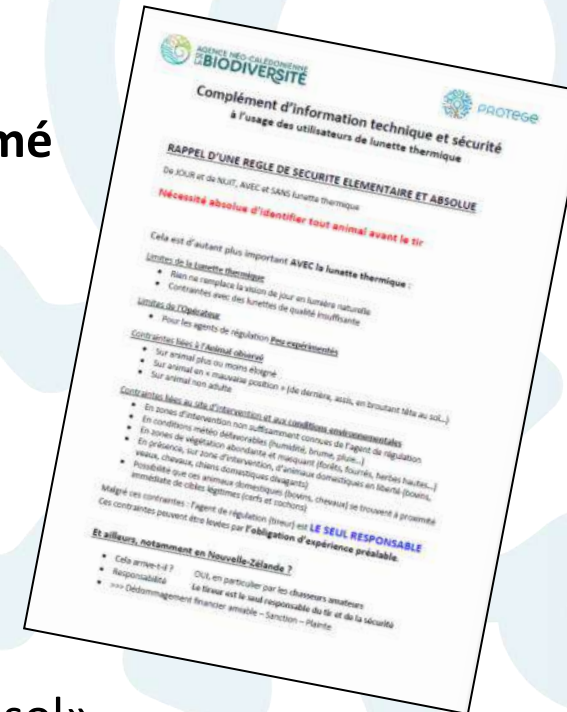 mé
AGENCE NÉO-CALÉDONIENNE
DE LA BIODIVERSITÉ
PROTEGE
Complément d'information technique et sécurité
à l'usage des utilisateurs de lunette thermique
RAPPEL D'UNE REGLE DE SECURITE ELEMENTAIRE ET ABSOLUE
De JOUR et de NUIT, AVEC et SANS lunette thermique
Nécessité absolue d'identifier tout animal avant le tir
Cela est d'autant plus important AVEC la lunette thermique :
Limites de la Lunette thermique
• Rien ne remplace la vision de jour en lumière naturelle
• Contraintes avec des lunettes de qualité insuffisante
Limites de l'Opérateur
• Pour les agents de régulation Peu expérimentés
Contraintes liées à l'Animal observé
• Sur animal plus ou moins éloigné
• Sur animal en « mauvaise position » (de derrière, assis, en broutant tête au sol…)
• Sur animal non adulte
Contraintes liées au site d'intervention et aux conditions environnementales
• En zones d'intervention non suffisamment connues de l'agent de régulation
• En conditions météo défavorables (humidité, brume, pluie…)
• En zones de végétation abondante et masquant (forêts, fourrés, herbes hautes…)
• En présence, sur zone d'intervention, d'animaux domestiques en liberté (bovins,
veaux, chevaux, chiens domestiques divagants)
• Possibilité que ces animaux domestiques (bovins, chevaux) se trouvent à proximité
immédiate de cibles légitimes (cerfs et cochons)
Malgré ces contraintes : l'agent de régulation (tireur) est LE SEUL RESPONSABLE
Ces contraintes peuvent être levées par l'obligation d'expérience préalable.
Et ailleurs, notamment en Nouvelle-Zélande ?
• Cela arrive-t-il ? OUI, en particulier par les chasseurs amateurs
• Responsabilité Le tireur est le seul responsable du tir et de la sécurité
• >>> Dédommagement financier amiable – Sanction – Plainte
sol»